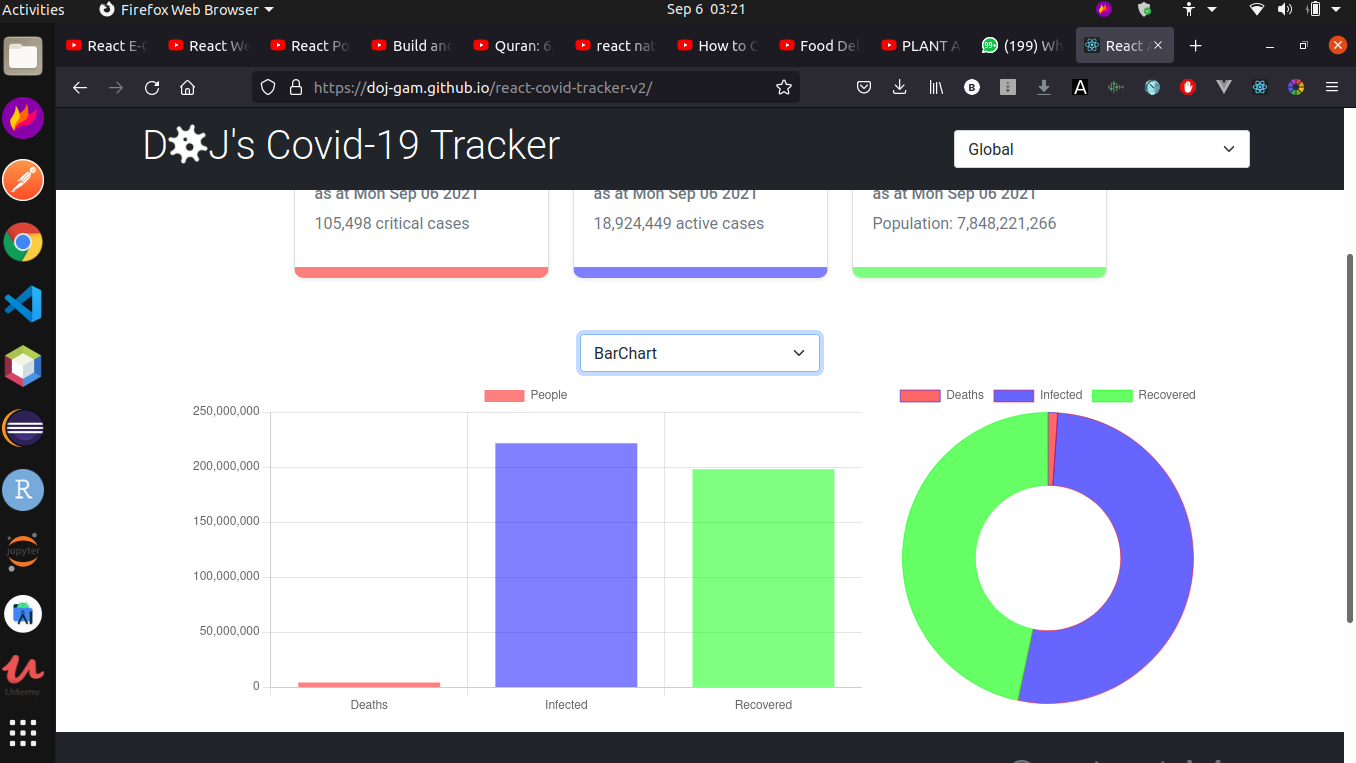 Activities
Firefox Web Browser
Sep 6 03:21
React E-C
React We
React Po
Build and
Quran: 6.
react nat
How to C
Food Del
PLANT A
(199) Wh
React A
https://doj-gam.github.io/react-covid-tracker-v2/
D J's Covid-19 Tracker
Global
as at Mon Sep 06 2021
as at Mon Sep 06 2021
as at Mon Sep 06 2021
105,498 critical cases
18,924,449 active cases
Population: 7,848,221,266
BarChart
People
Deaths Infected Recovered
250,000,000
200,000,000
150,000,000
100,000,000
50,000,000
0
Deaths
Infected
Recovered
R
jupyter
AI
Udemy